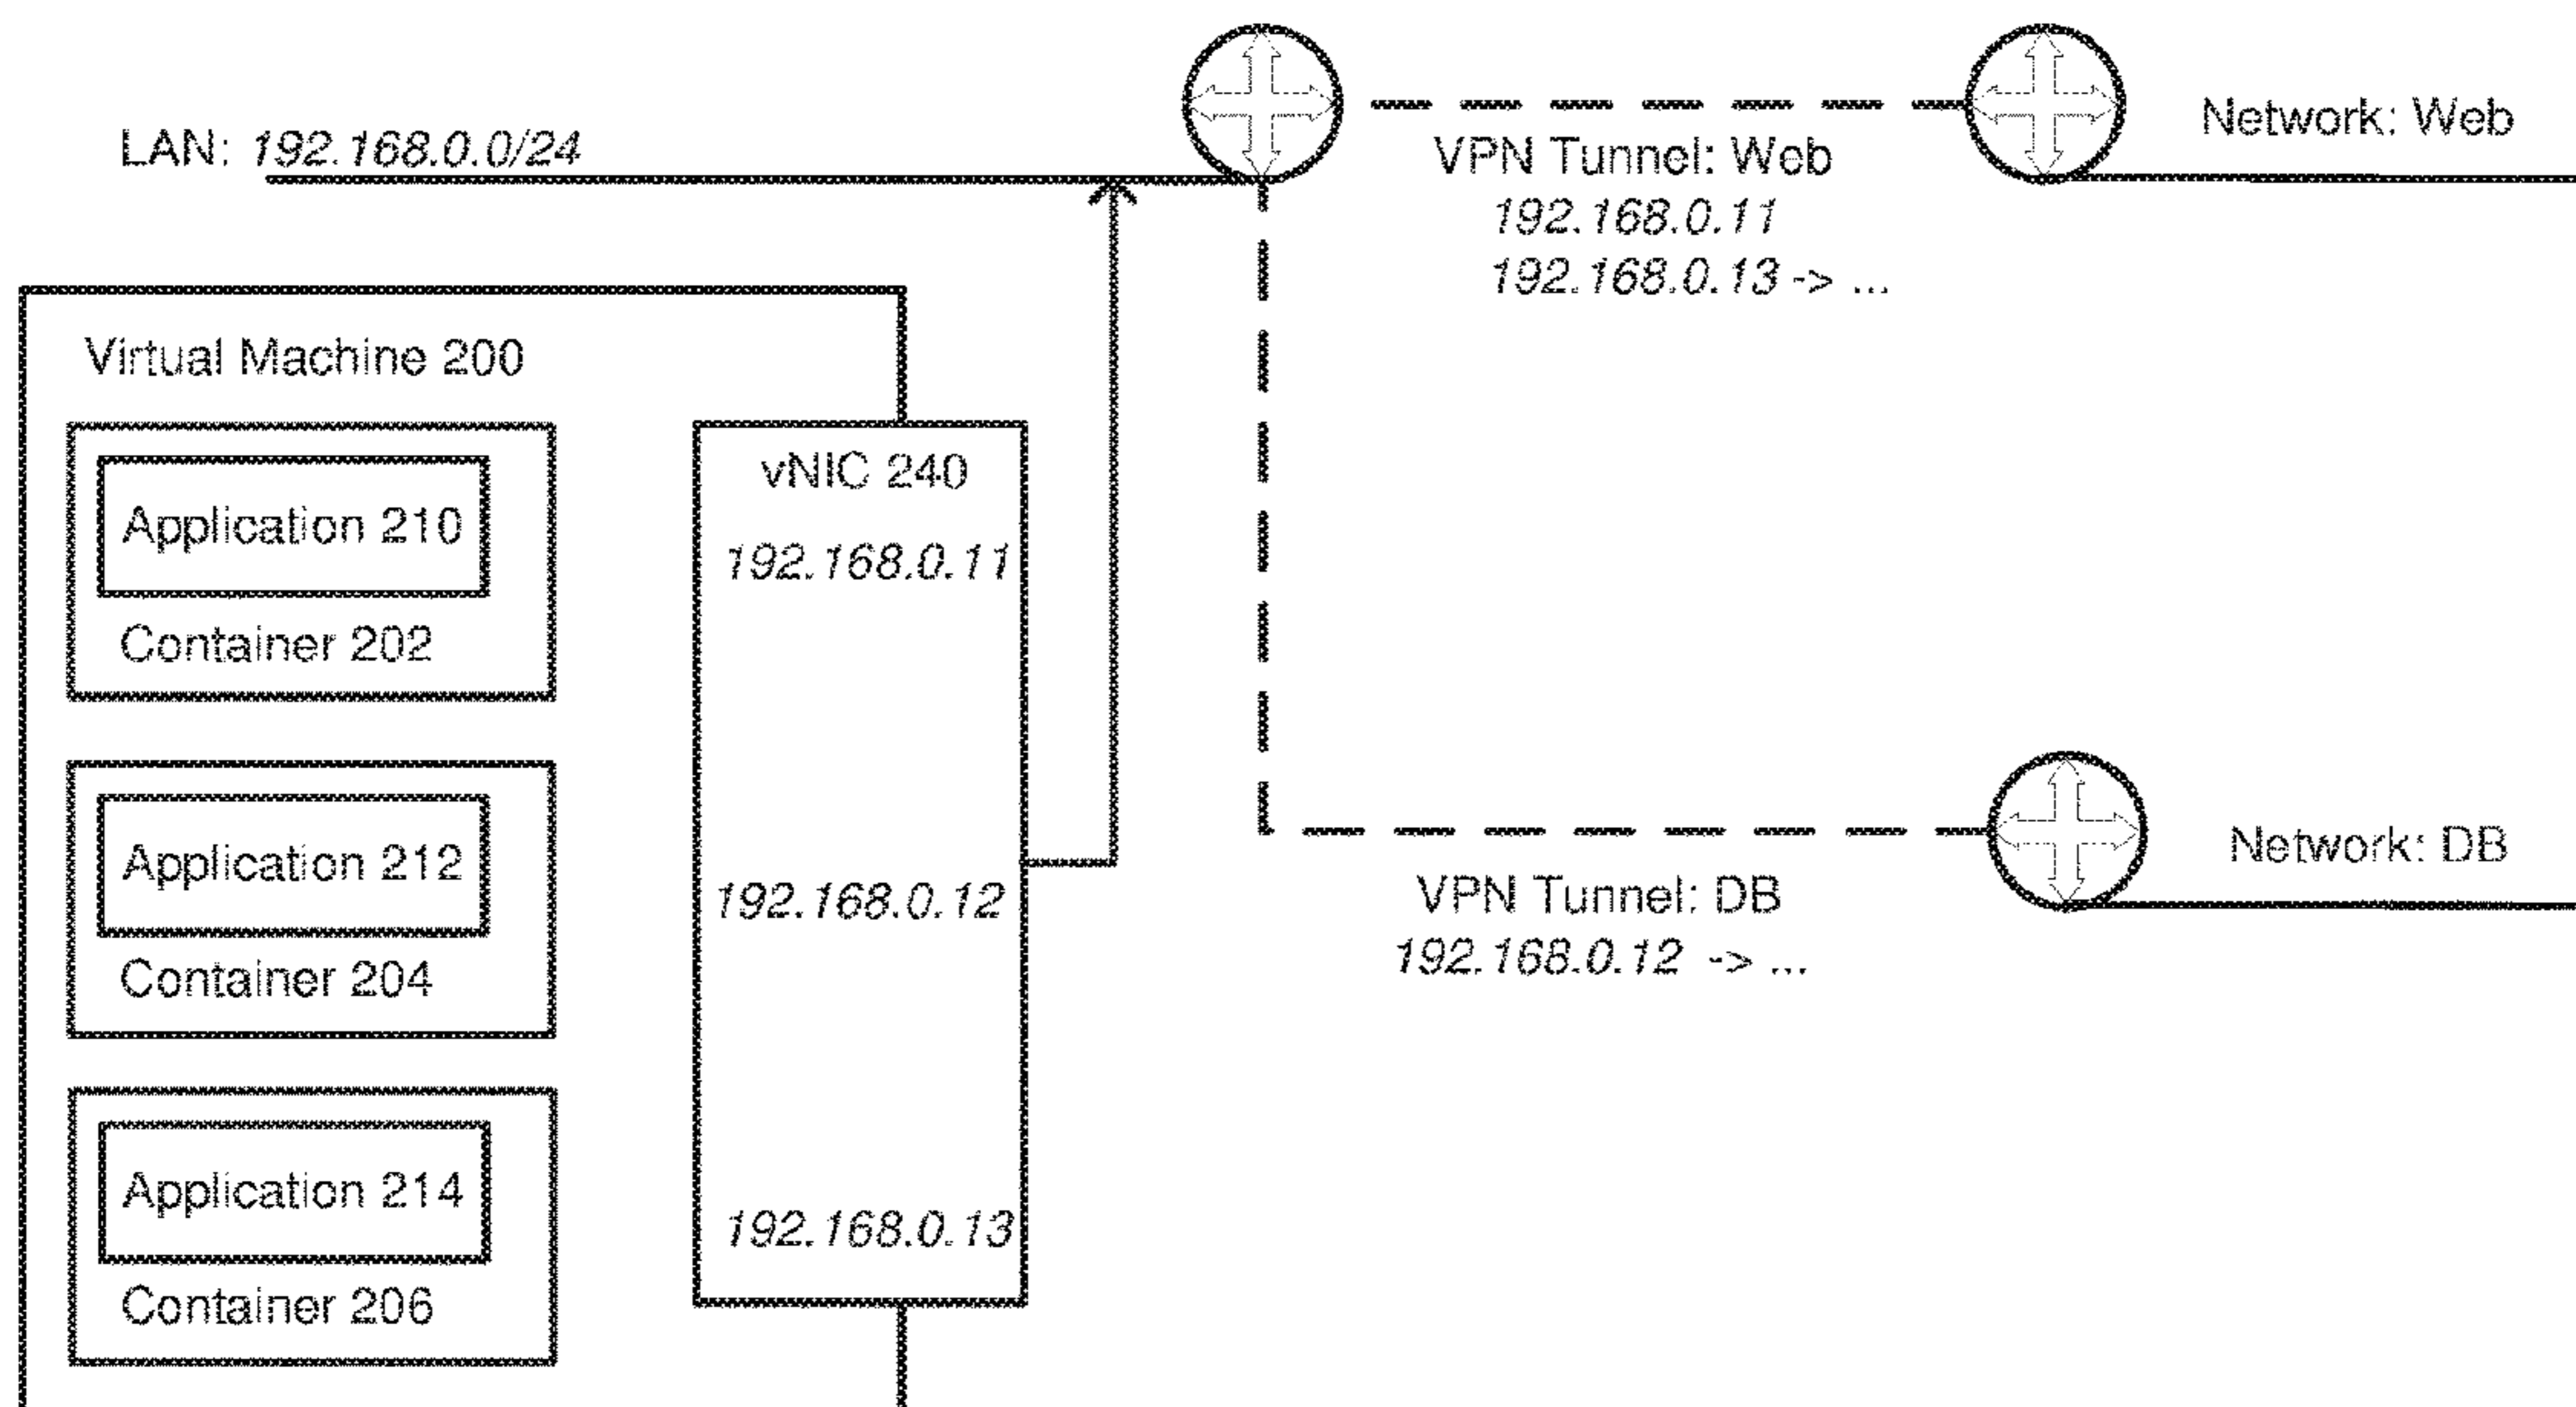 LAN: 192.168.0.0/24
VPN Tunnel: Web
192.168.0.11
192.168.0.13 -> ...
Network: Web
Virtual Machine 200
Application 210
Container 202
Application 212
Container 204
Application 214
Container 206
vNIC 240
192.168.0.11
192.168.0.12
192.168.0.13
VPN Tunnel: DB
192.168.0.12 -> ...
Network: DB